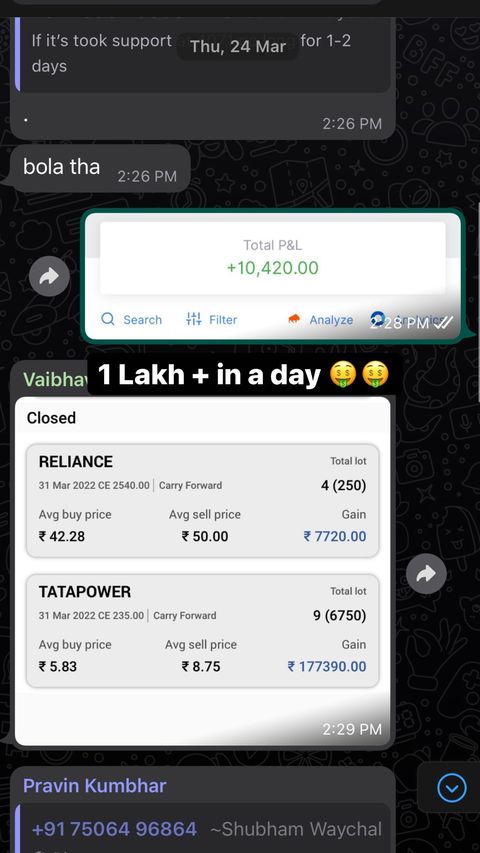 If it's took support
for 1-2
Thu, 24 Mar
days
.
2:26 PM
bola tha
2:26 PM
Total P&L
+10,420.00
Search
Filter
Analyze
2:28 PM
Vaibhav
1 Lakh + in a day 🤑🤑
Closed
RELIANCE
Total lot
31 Mar 2022 CE 2540.00 | Carry Forward
4 (250)
Avg buy price
Avg sell price
Gain
₹ 42.28
₹ 50.00
₹ 7720.00
TATAPOWER
Total lot
31 Mar 2022 CE 235.00 | Carry Forward
9 (6750)
Avg buy price
Avg sell price
Gain
₹ 5.83
₹ 8.75
₹ 177390.00
2:29 PM
Pravin Kumbhar
+91 75064 96864 ~Shubham Waychal